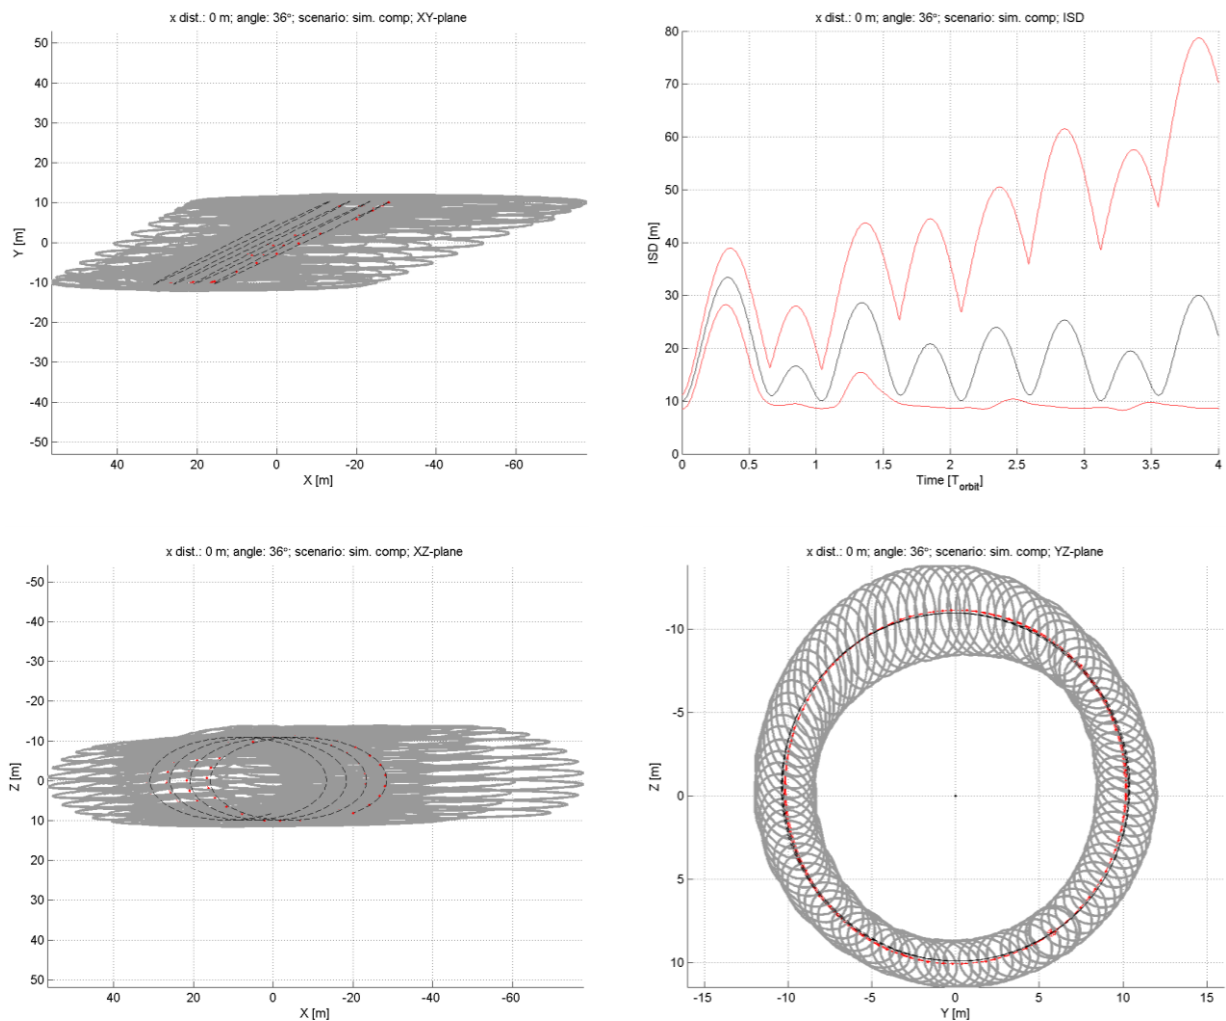 x dist.: 0 m; angle: 36°; scenario: sim. comp; XY-plane
50
40
30
20
10
0
-10
-20
-30
-40
-50
Y [m]
40 20 0 -20 -40 -60
X [m]
x dist.: 0 m; angle: 36°; scenario: sim. comp; ISD
80
70
60
50
40
30
20
10
0
ISD [m]
0 0.5 1 1.5 2 2.5 3 3.5 4
Time [Torbit]
x dist.: 0 m; angle: 36°; scenario: sim. comp; XZ-plane
-50
-40
-30
-20
-10
0
10
20
30
40
50
Z [m]
40 20 0 -20 -40 -60
X [m]
x dist.: 0 m; angle: 36°; scenario: sim. comp; YZ-plane
-10
-5
0
5
10
Z [m]
-15 -10 -5 0 5 10 15
Y [m]